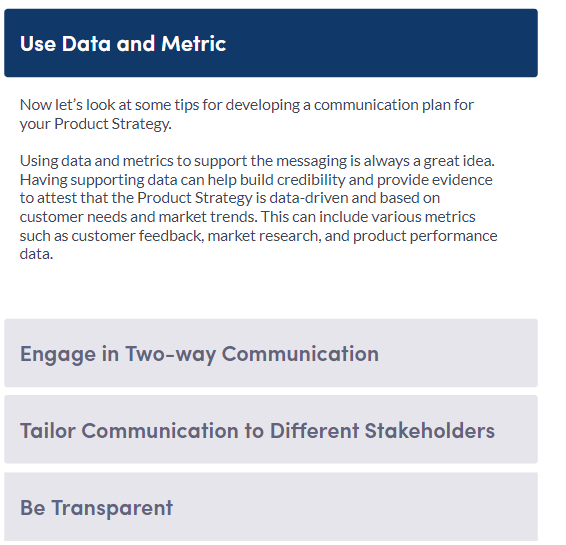 Use Data and Metric
Now let's look at some tips for developing a communication plan for
your Product Strategy.
Using data and metrics to support the messaging is always a great idea.
Having supporting data can help build credibility and provide evidence
to attest that the Product Strategy is data-driven and based on
customer needs and market trends. This can include various metrics
such as customer feedback, market research, and product performance
data.
Engage in Two-way Communication
Tailor Communication to Different Stakeholders
Be Transparent